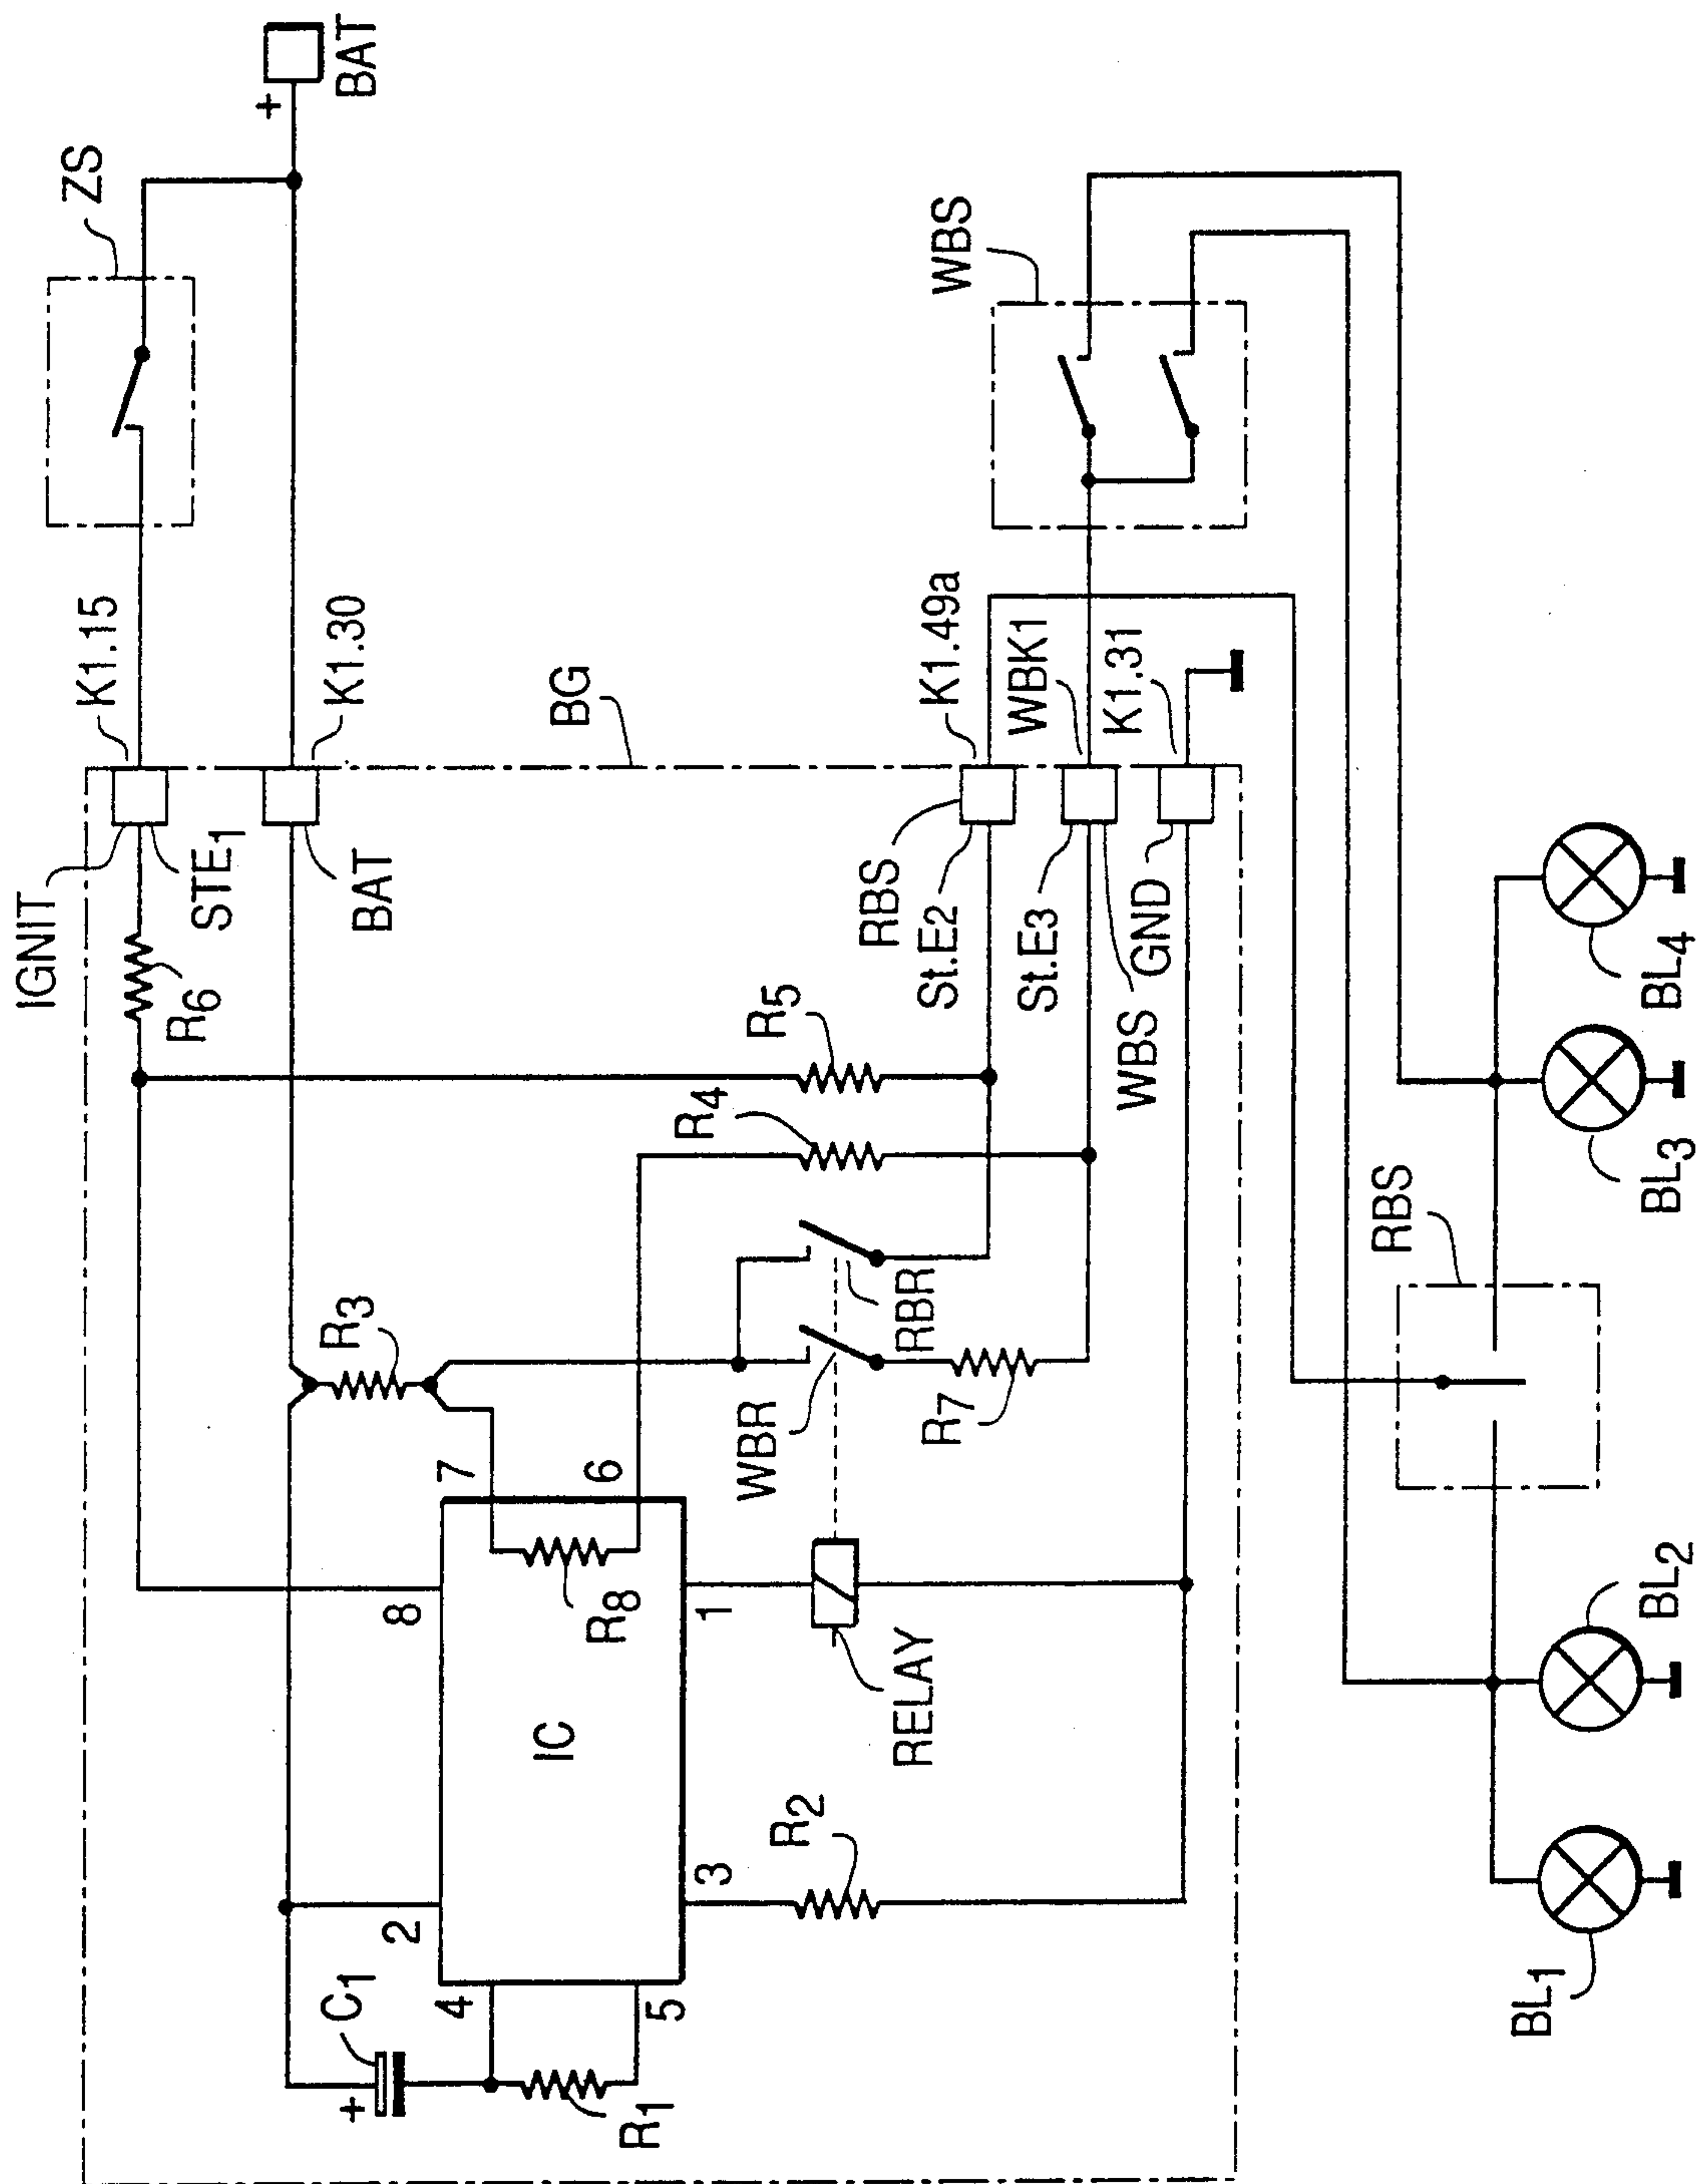 BAT
+
ZS
K1.15
K1.30
IGNIT
STE1
BAT
BG
WBS
K1.49a
WBK1
K1.31
RBS
St.E2
St.E3
WBS
GND
R6
R5
R4
R3
RBR
WBR
R7
7
6
8
R8
1
IC
RELAY
2
3
R2
4
5
C1
+
R1
RBS
BL4
BL3
BL2
BL1